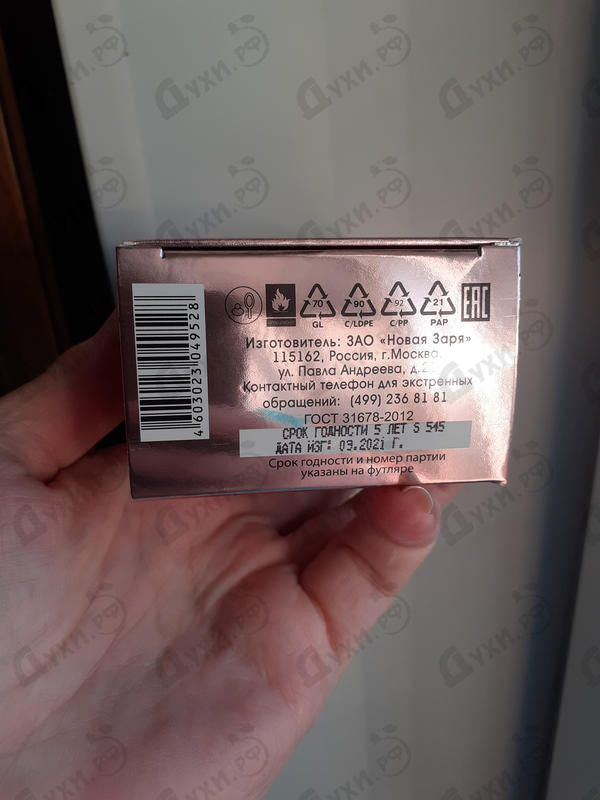 4603023049528
70
GL
90
C/LDPE
92
C/PP
21
PAP
EAC
Изготовитель: ЗАО «Новая Заря»
115162, Россия, г.Москва,
ул. Павла Андреева, д.2
Контактный телефон для экстренных
обращений: (499) 236 81 81
ГОСТ 31678-2012
СРОК ГОДНОСТИ 5 ЛЕТ S 545
ДАТА ИЗГ: 09.2021 Г.
Срок годности и номер партии
указаны на футляре
Духи.рф